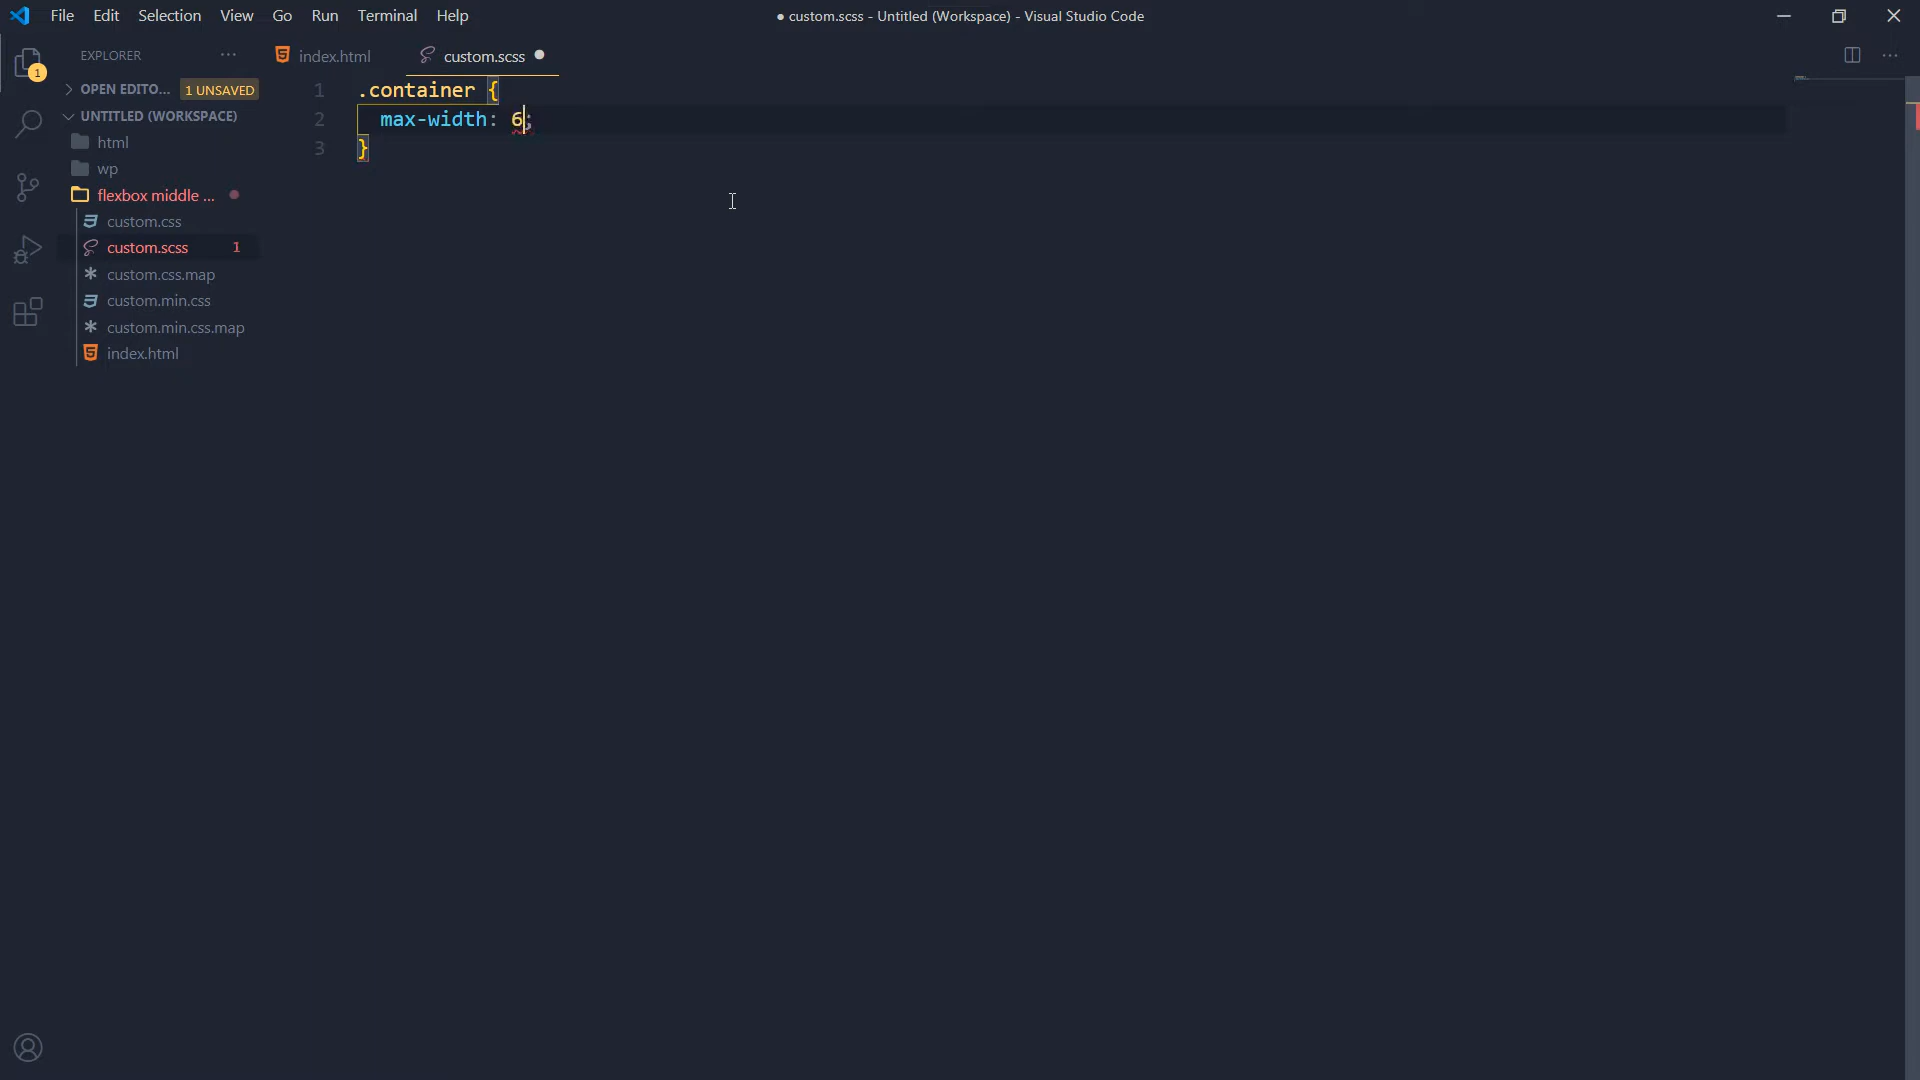 File Edit Selection View Go Run Terminal Help
● custom.scss - Untitled (Workspace) - Visual Studio Code
1
EXPLORER ···
OPEN EDITO... 1 UNSAVED
UNTITLED (WORKSPACE)
html
wp
flexbox middle ...
custom.css
custom.scss 1
custom.css.map
custom.min.css
custom.min.css.map
index.html
index.html custom.scss ●
1 .container {
2 max-width: 6;
3 }